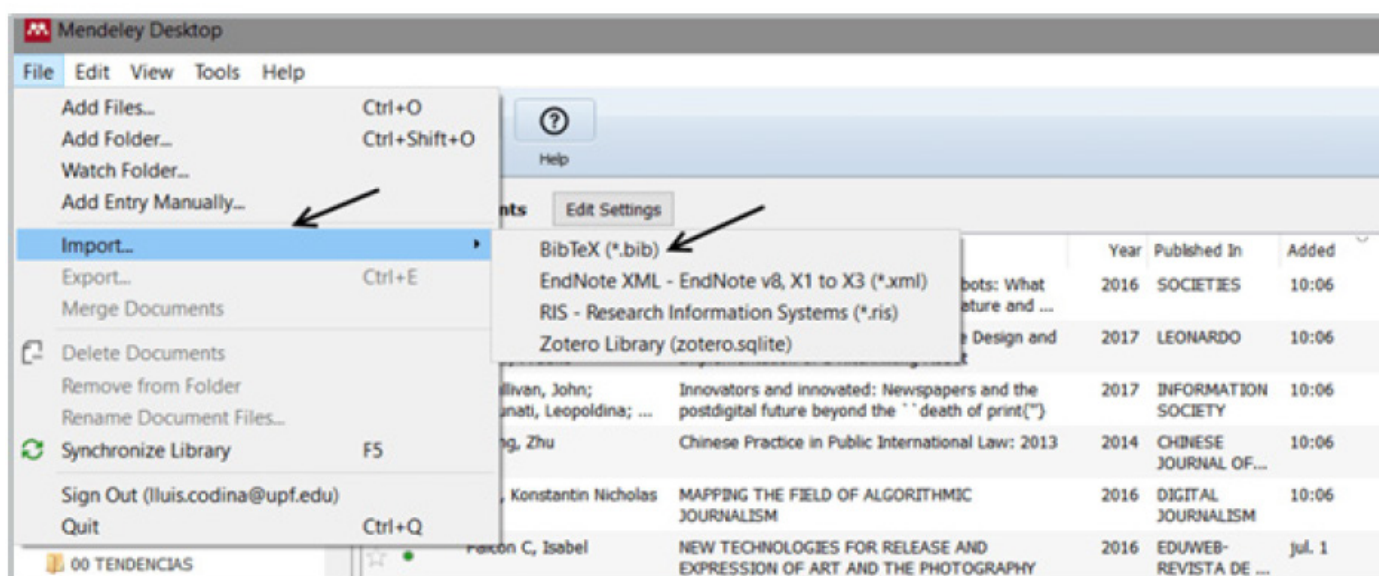 Mendeley Desktop
File Edit View Tools Help
Add Files... Ctrl+O
Add Folder... Ctrl+Shift+O
Watch Folder...
Add Entry Manually...
Import...
Export... Ctrl+E
Merge Documents
Delete Documents
Remove from Folder
Rename Document Files...
Synchronize Library F5
Sign Out (lluis.codina@upf.edu)
Quit Ctrl+Q
00 TENDENCIAS
Help
nts Edit Settings
BibTeX (*.bib)
EndNote XML - EndNote v8, X1 to X3 (*.xml)
RIS - Research Information Systems (*.ris)
Zotero Library (zotero.sqlite)
Year Published In Added
bots: What 2016 SOCIETIES 10:06
ature and ...
Design and 2017 LEONARDO 10:06
llivan, John; Innovators and innovated: Newspapers and the 2017 INFORMATION 10:06
unati, Leopoldina; ... postdigital future beyond the ``death of print{''} SOCIETY
ng, Zhu Chinese Practice in Public International Law: 2013 2014 CHINESE 10:06
JOURNAL OF...
, Konstantin Nicholas MAPPING THE FIELD OF ALGORITHMIC 2016 DIGITAL 10:06
JOURNALISM JOURNALISM
Falcon C, Isabel NEW TECHNOLOGIES FOR RELEASE AND 2016 EDUWEB- jul. 1
EXPRESSION OF ART AND THE PHOTOGRAPHY REVISTA DE ...